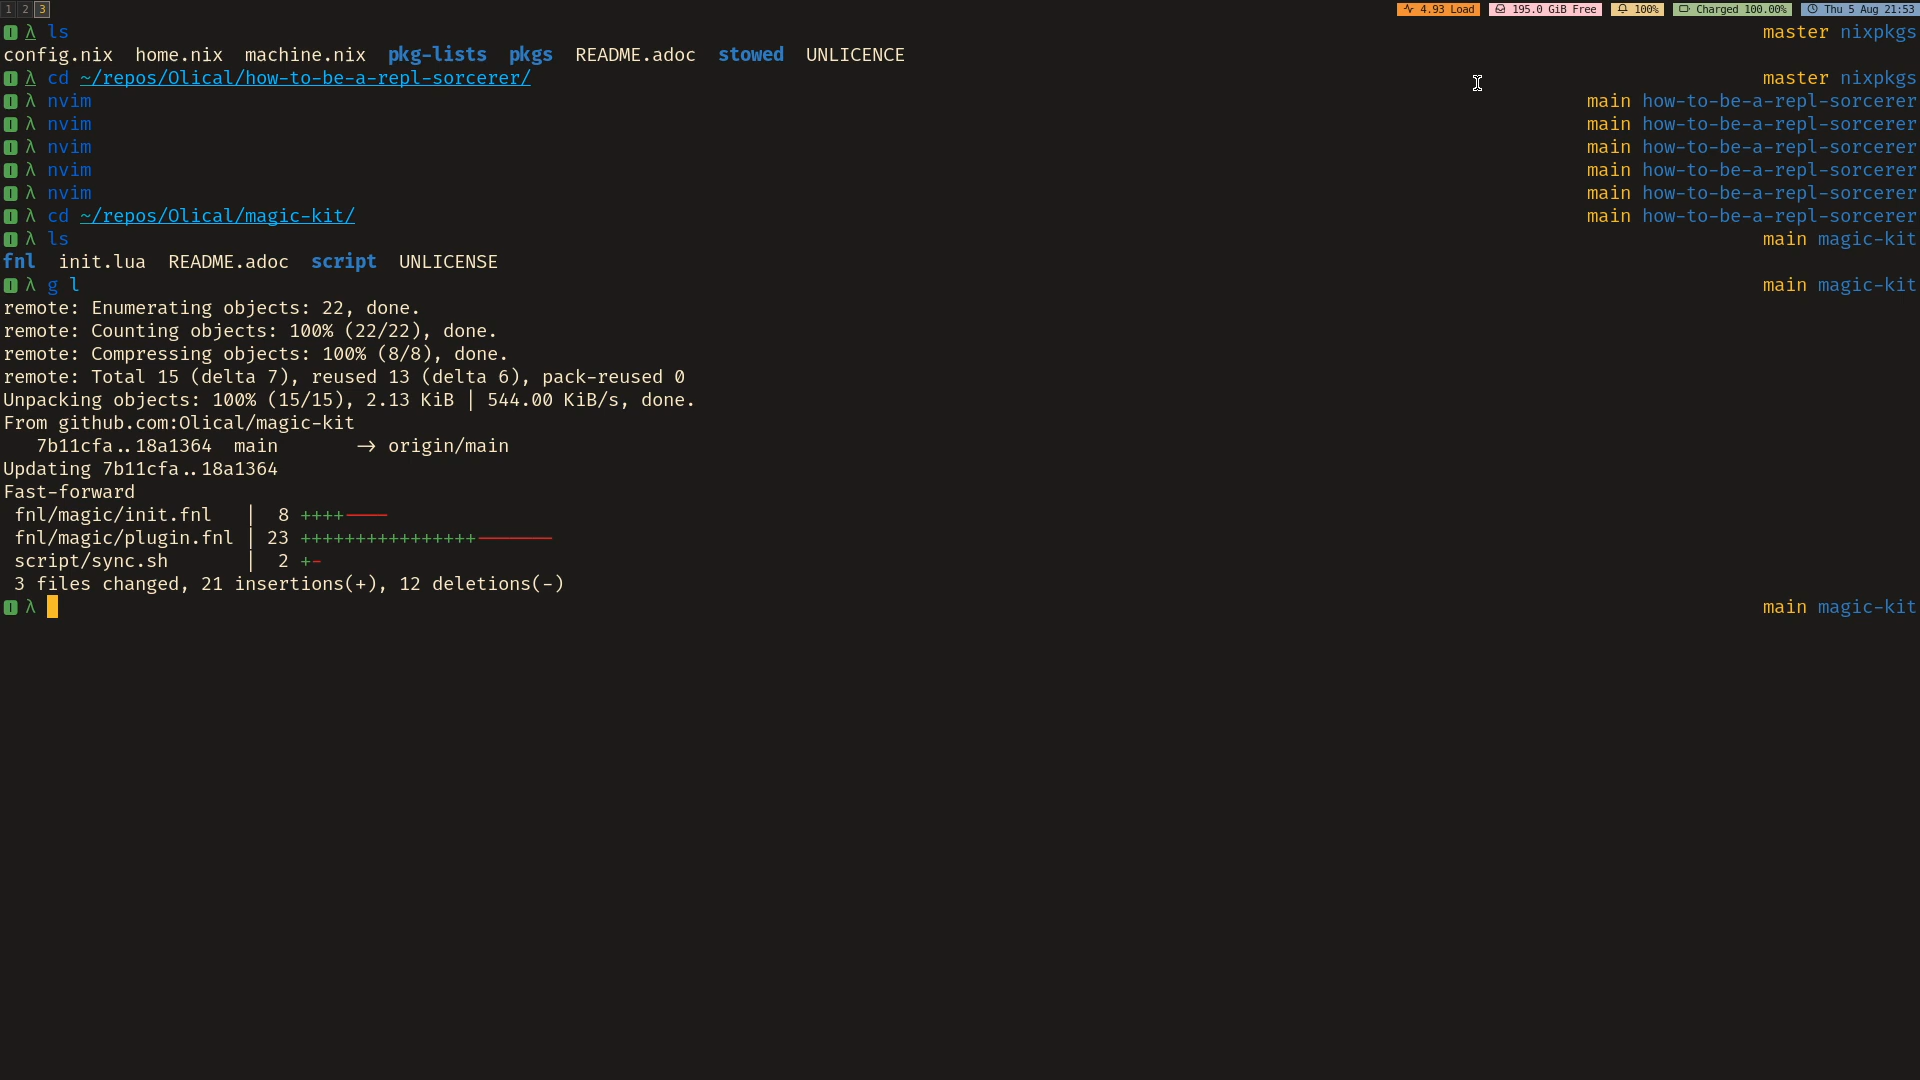 1 2 3 4.93 Load 195.0 GiB Free 100% Charged 100.00% Thu 5 Aug 21:53
I λ ls master nixpkgs
config.nix home.nix machine.nix pkg-lists pkgs README.adoc stowed UNLICENCE
I λ cd ~/repos/Olical/how-to-be-a-repl-sorcerer/ master nixpkgs
I λ nvim main how-to-be-a-repl-sorcerer
I λ nvim main how-to-be-a-repl-sorcerer
I λ nvim main how-to-be-a-repl-sorcerer
I λ nvim main how-to-be-a-repl-sorcerer
I λ nvim main how-to-be-a-repl-sorcerer
I λ cd ~/repos/Olical/magic-kit/ main how-to-be-a-repl-sorcerer
I λ ls main magic-kit
fnl init.lua README.adoc script UNLICENSE
I λ g l main magic-kit
remote: Enumerating objects: 22, done.
remote: Counting objects: 100% (22/22), done.
remote: Compressing objects: 100% (8/8), done.
remote: Total 15 (delta 7), reused 13 (delta 6), pack-reused 0
Unpacking objects: 100% (15/15), 2.13 KiB | 544.00 KiB/s, done.
From github.com:Olical/magic-kit
7b11cfa..18a1364 main -> origin/main
Updating 7b11cfa..18a1364
Fast-forward
fnl/magic/init.fnl | 8 ++++----
fnl/magic/plugin.fnl | 23 ++++++++++++++++-------
script/sync.sh | 2 +-
3 files changed, 21 insertions(+), 12 deletions(-)
I λ main magic-kit